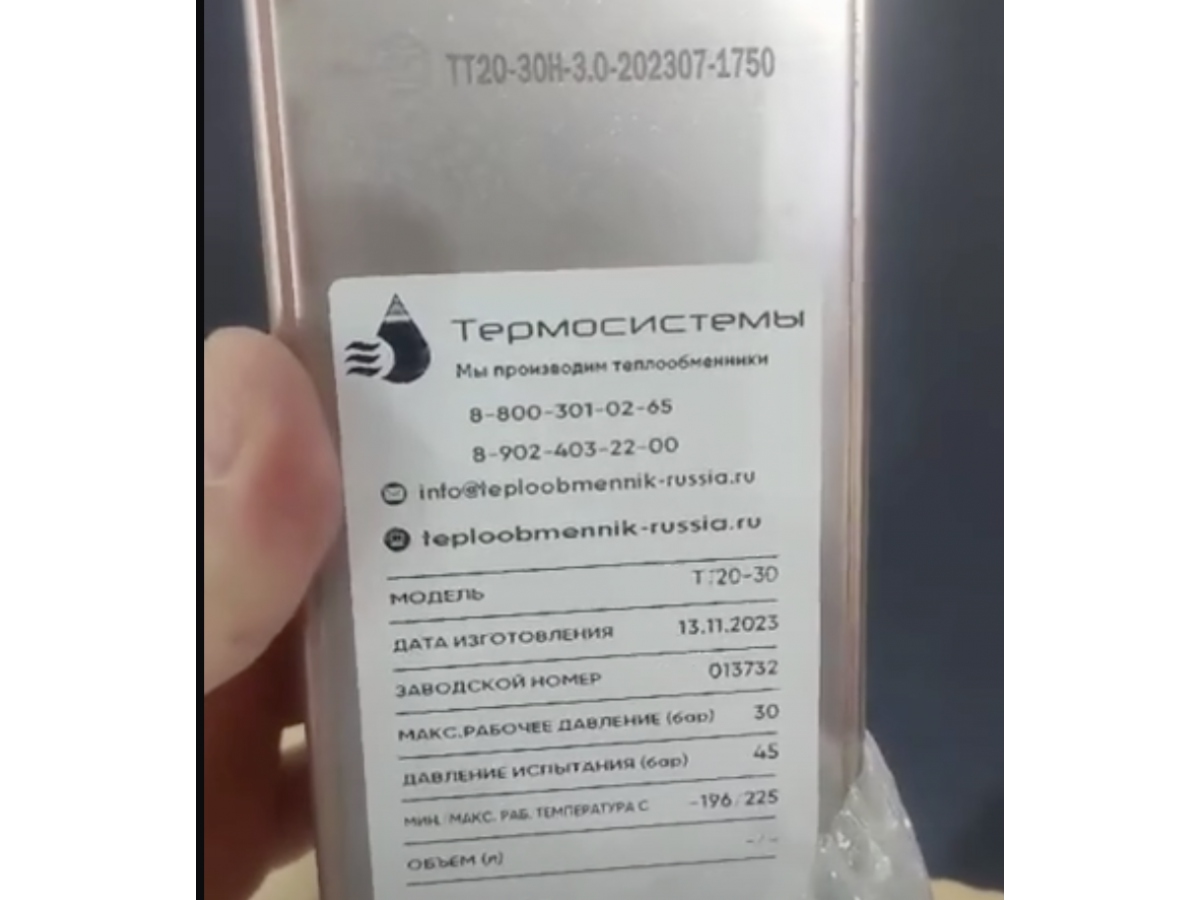 TT20-30H-3.0-202307-1750
Термосистемы
Мы производим теплообменники
8-800-301-02-65
8-902-403-22-00
info@teploobmennik-russia.ru
teploobmennik-russia.ru
МОДЕЛЬ ТТ20-30
ДАТА ИЗГОТОВЛЕНИЯ 13.11.2023
ЗАВОДСКОЙ НОМЕР 013732
МАКС.РАБОЧЕЕ ДАВЛЕНИЕ (бар) 30
ДАВЛЕНИЕ ИСПЫТАНИЯ (бар) 45
МИН./МАКС. РАБ. ТЕМПЕРАТУРА С -196/225
ОБЪЕМ (л) -/-